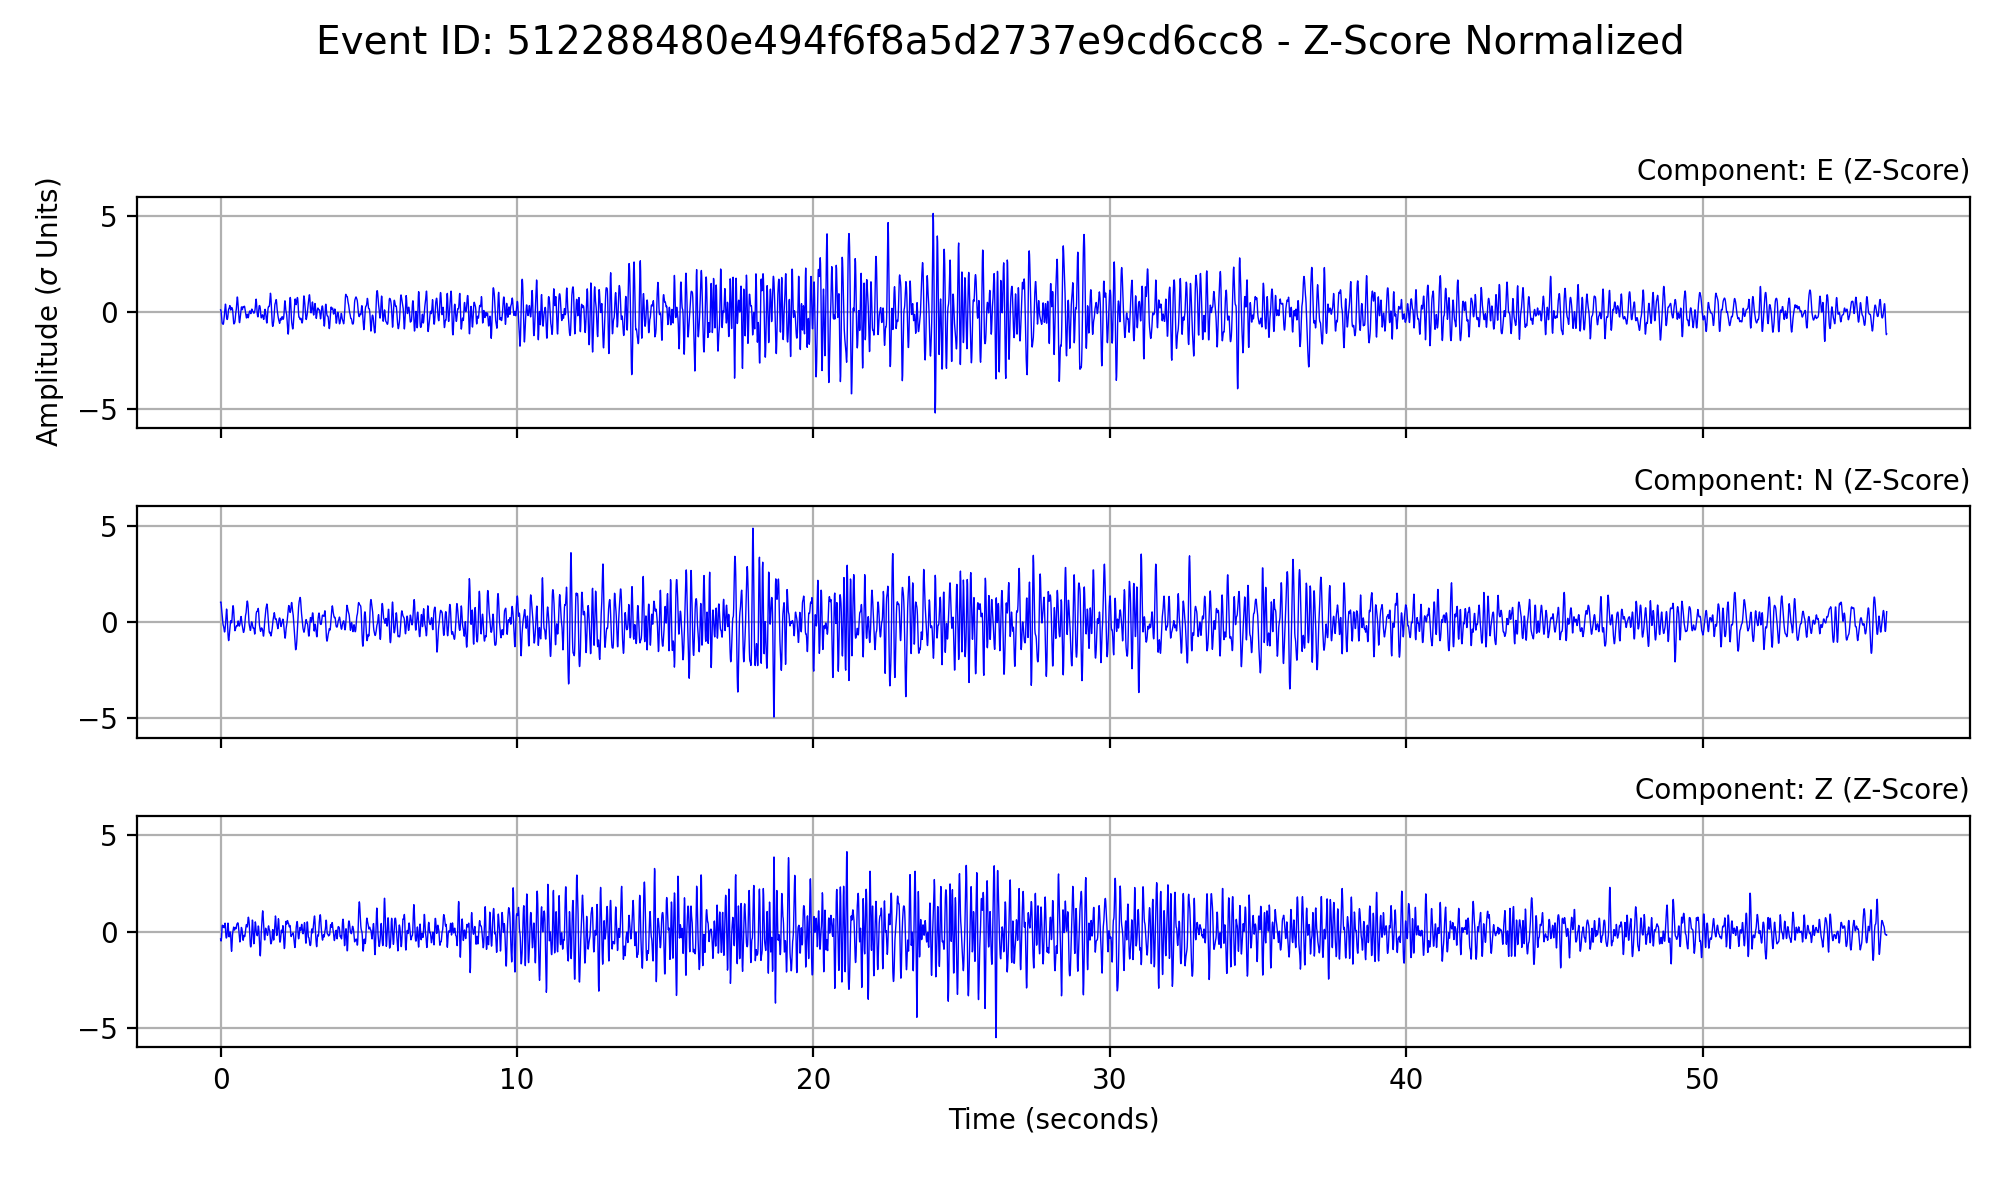 Event ID: 512288480e494f6f8a5d2737e9cd6cc8 - Z-Score Normalized
Component: E (Z-Score)
Amplitude (σ Units)
5
0
−5
Component: N (Z-Score)
5
0
−5
Component: Z (Z-Score)
5
0
−5
0 10 20 30 40 50
Time (seconds)